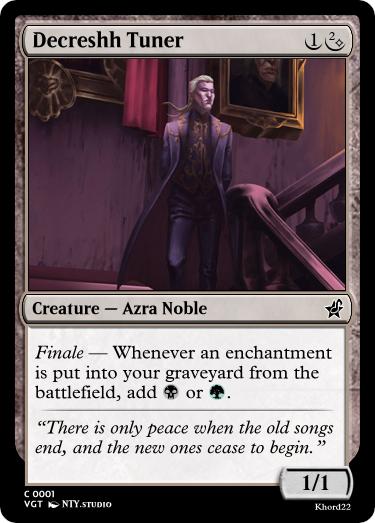 Decreshh Tuner 1 2
Creature — Azra Noble
Finale — Whenever an enchantment
is put into your graveyard from the
battlefield, add or .
“There is only peace when the old songs
end, and the new ones cease to begin.”
1/1
C 0001
VGT NTY.STUDIO
Khord22